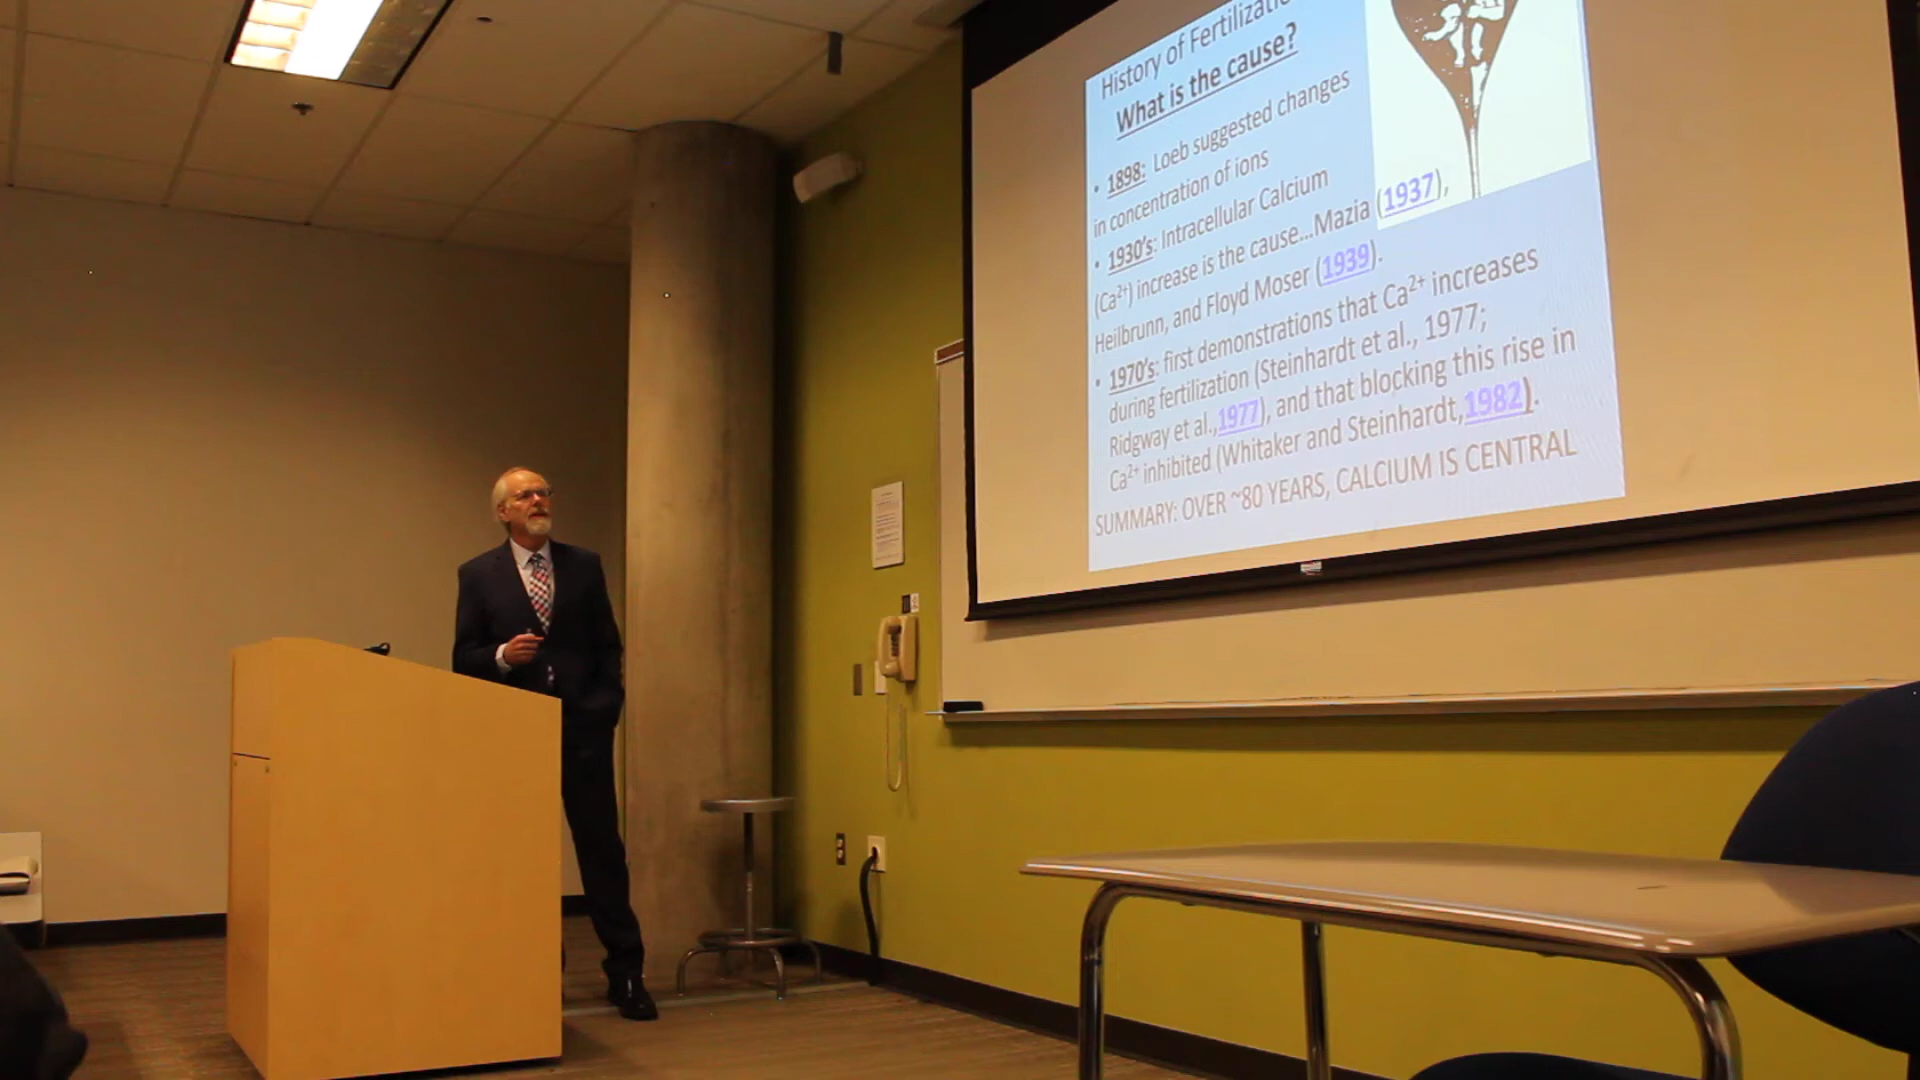 History of Fertilizatio
What is the cause?
• 1898: Loeb suggested changes
in concentration of ions
• 1930's: Intracellular Calcium
(Ca2+) increase is the cause...Mazia (1937),
Heilbrunn, and Floyd Moser (1939).
• 1970's: first demonstrations that Ca2+ increases
during fertilization (Steinhardt et al., 1977;
Ridgway et al.,1977), and that blocking this rise in
Ca2+ inhibited (Whitaker and Steinhardt,1982).
SUMMARY: OVER ~80 YEARS, CALCIUM IS CENTRAL